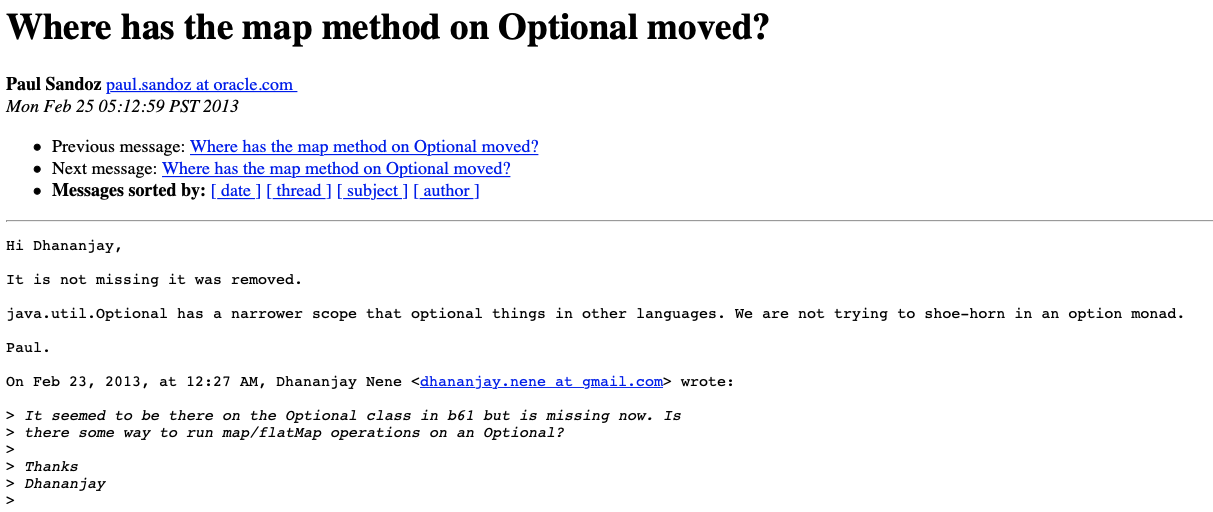 Where has the map method on Optional moved?
Paul Sandoz paul.sandoz at oracle.com
Mon Feb 25 05:12:59 PST 2013
• Previous message: Where has the map method on Optional moved?
• Next message: Where has the map method on Optional moved?
• Messages sorted by: [ date ] [ thread ] [ subject ] [ author ]
Hi Dhananjay,
It is not missing it was removed.
java.util.Optional has a narrower scope that optional things in other languages. We are not trying to shoe-horn in an option monad.
Paul.
On Feb 23, 2013, at 12:27 AM, Dhananjay Nene <dhananjay.nene at gmail.com> wrote:
> It seemed to be there on the Optional class in b61 but is missing now. Is
> there some way to run map/flatMap operations on an Optional?
>
> Thanks
> Dhananjay
>